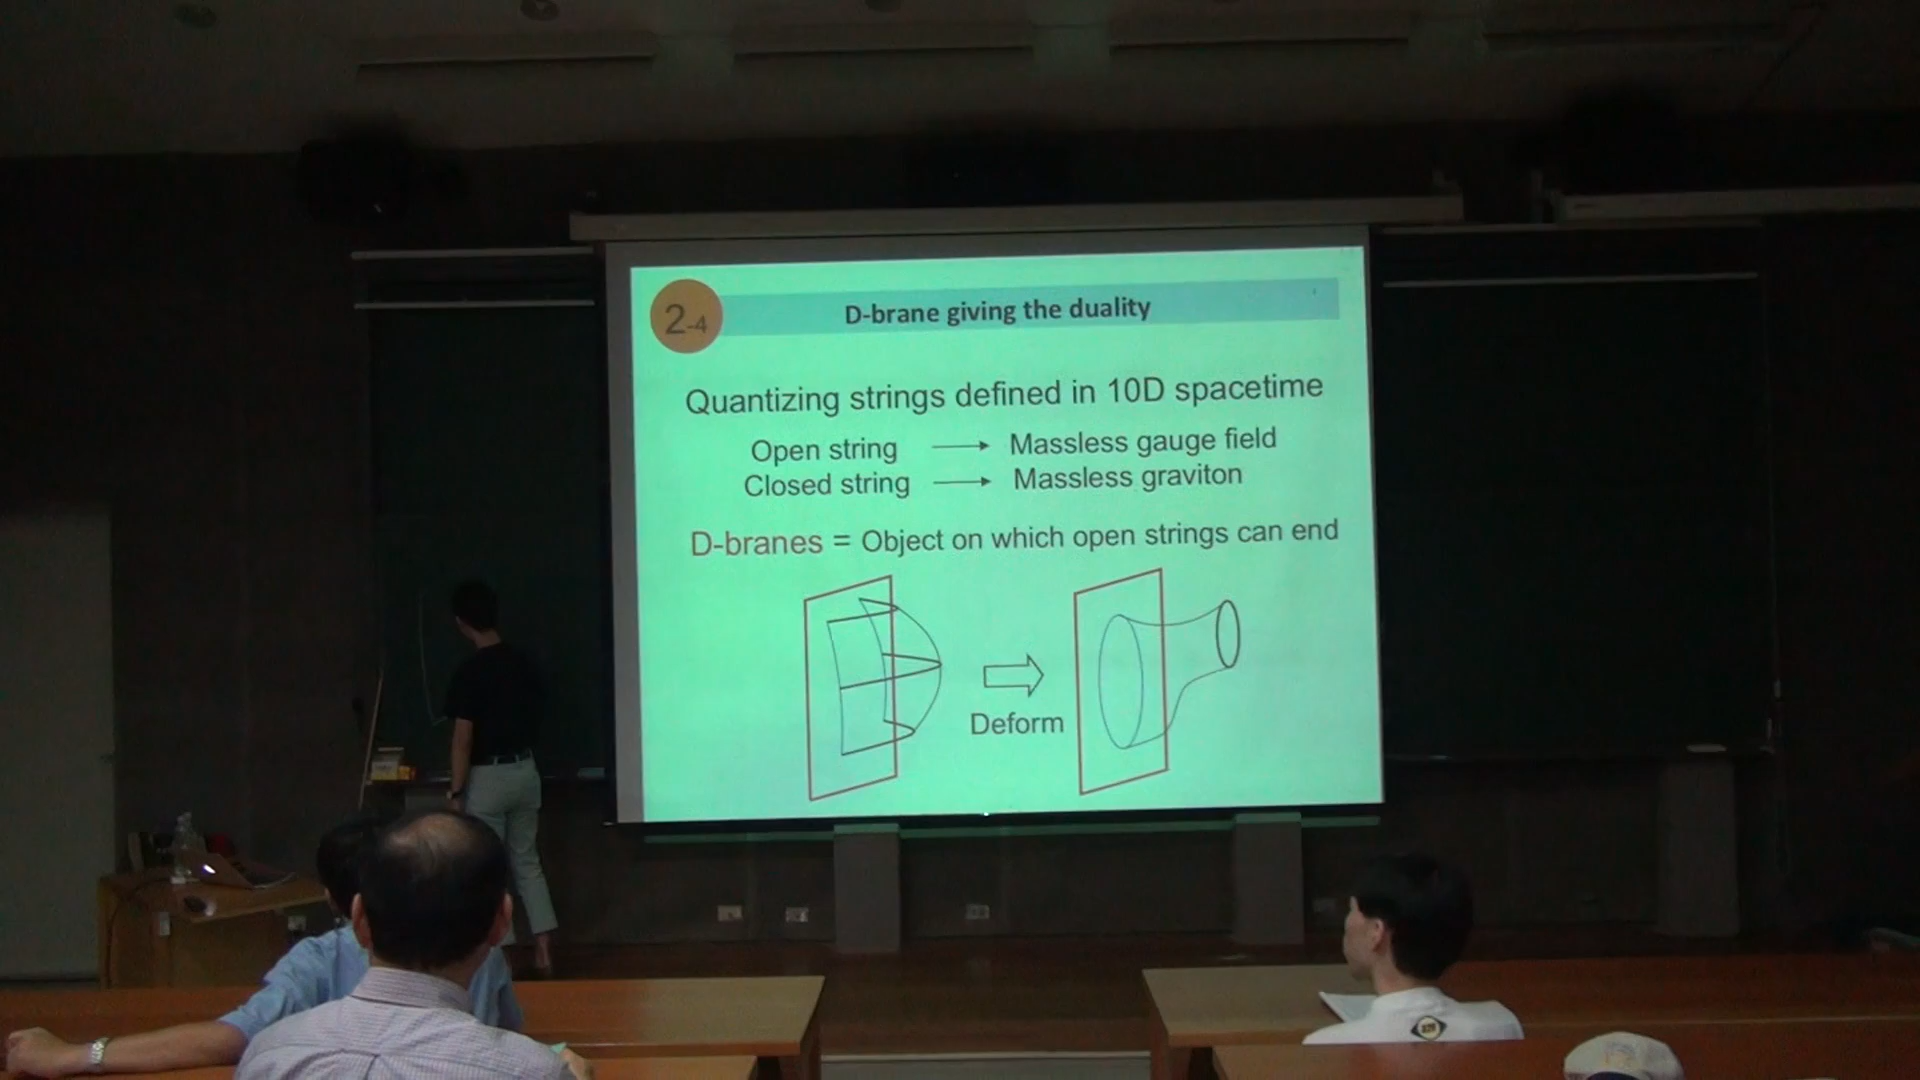 2-4
D-brane giving the duality
Quantizing strings defined in 10D spacetime
Open string → Massless gauge field
Closed string → Massless graviton
D-branes = Object on which open strings can end
Deform